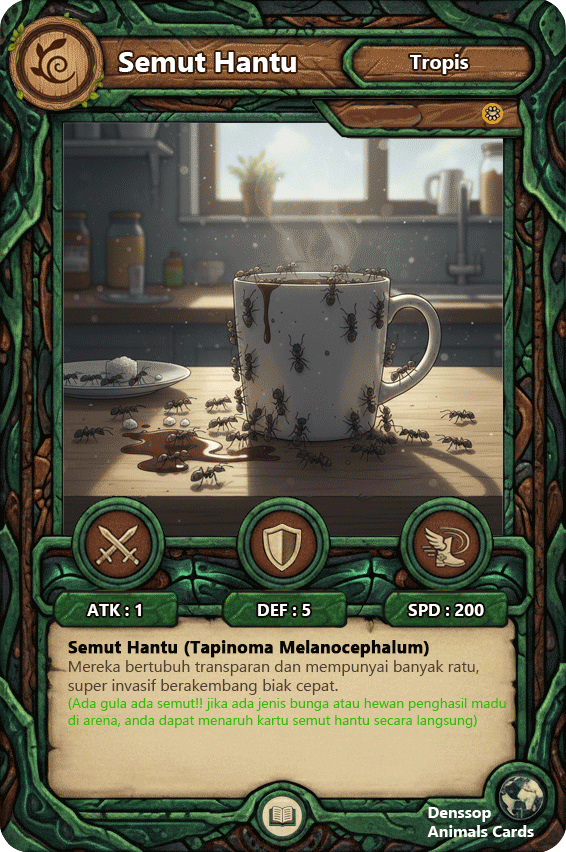 Semut Hantu
Tropis
ATK : 1
DEF : 5
SPD : 200
Semut Hantu (Tapinoma Melanocephalum)
Mereka bertubuh transparan dan mempunyai banyak ratu,
super invasif berakembang biak cepat.
(Ada gula ada semut!! jika ada jenis bunga atau hewan penghasil madu
di arena, anda dapat menaruh kartu semut hantu secara langsung)
Denssop
Animals Cards